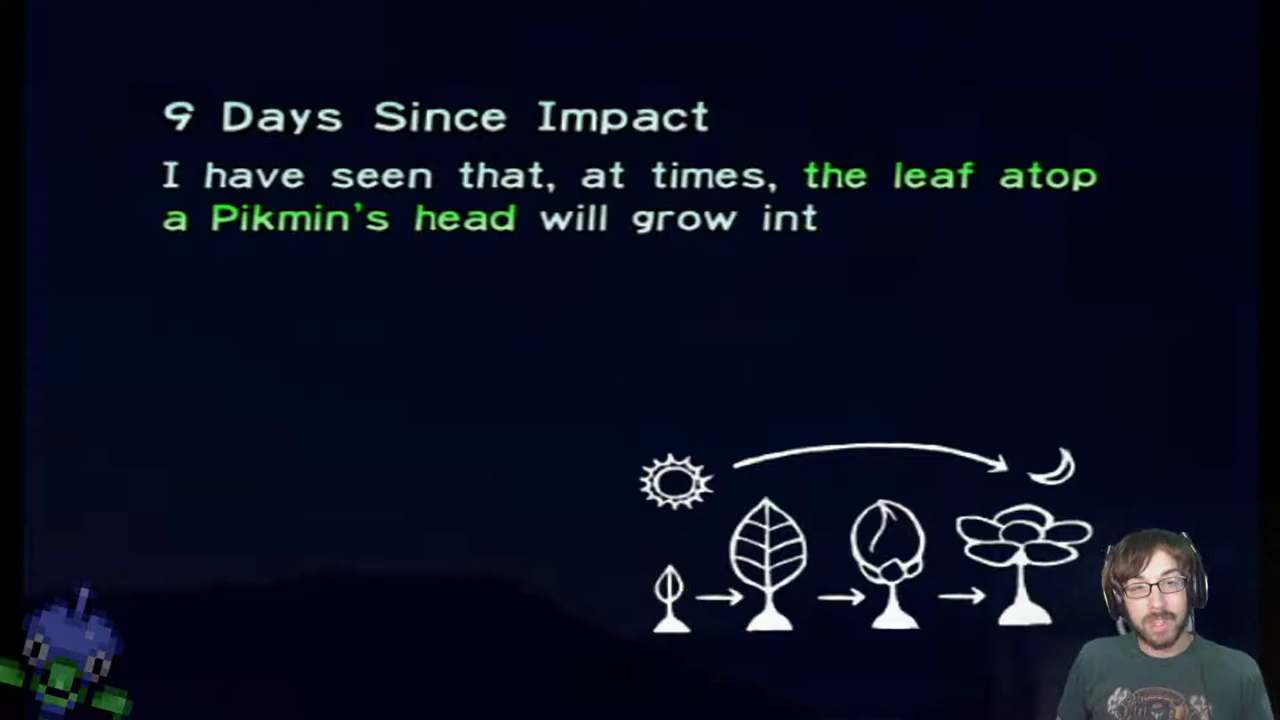 9 Days Since Impact
I have seen that, at times, the leaf atop
a Pikmin's head will grow int